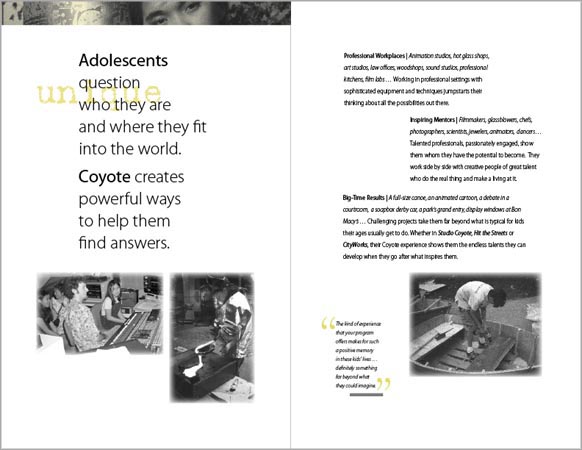 unique
Adolescents
question
who they are
and where they fit
into the world.
Coyote creates
powerful ways
to help them
find answers.
Professional Workplaces | Animation studios, hot glass shops,
art studios, law offices, woodshops, sound studios, professional
kitchens, film labs … Working in professional settings with
sophisticated equipment and techniques jumpstarts their
thinking about all the possibilities out there.
Inspiring Mentors | Filmmakers, glassblowers, chefs,
photographers, scientists, jewelers, animators, dancers…
Talented professionals, passionately engaged, show
them whom they have the potential to become. They
work side by side with creative people of great talent
who do the real thing and make a living at it.
Big-Time Results | A full-size canoe, an animated cartoon, a debate in a
courtroom, a soapbox derby car, a park's grand entry, display windows at Bon
Macy's … Challenging projects take them far beyond what is typical for kids
their ages usually get to do. Whether in Studio Coyote, Hit the Streets or
CityWorks, their Coyote experience shows them the endless talents they can
develop when they go after what inspires them.
“The kind of experience
that your program
offers makes for such
a positive memory
in these kids' lives …
definitely something
far beyond what
they could imagine.”